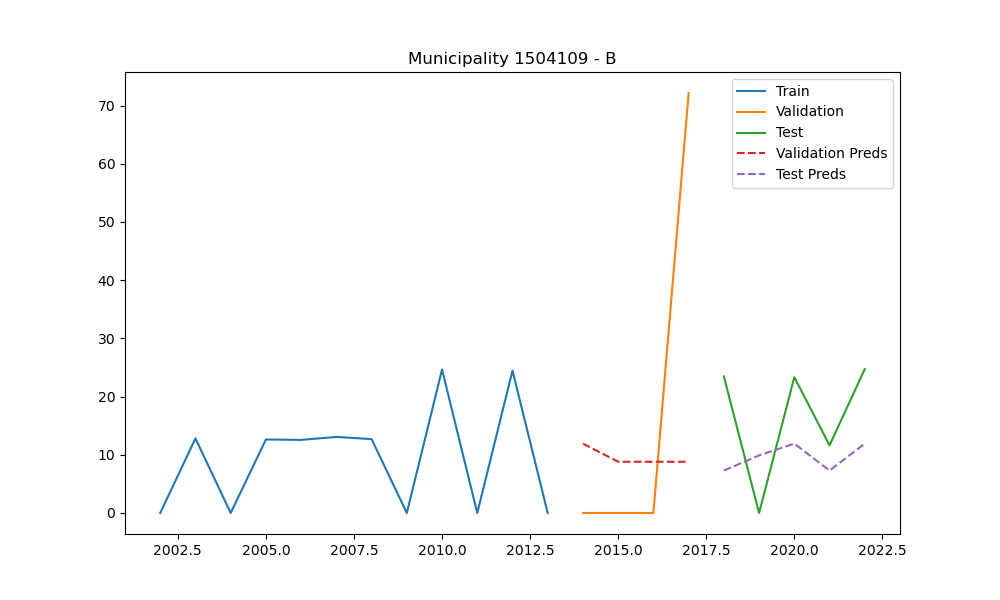 Municipality 1504109 - B
Train
Validation
Test
Validation Preds
Test Preds
70
60
50
40
30
20
10
0
2002.5 2005.0 2007.5 2010.0 2012.5 2015.0 2017.5 2020.0 2022.5